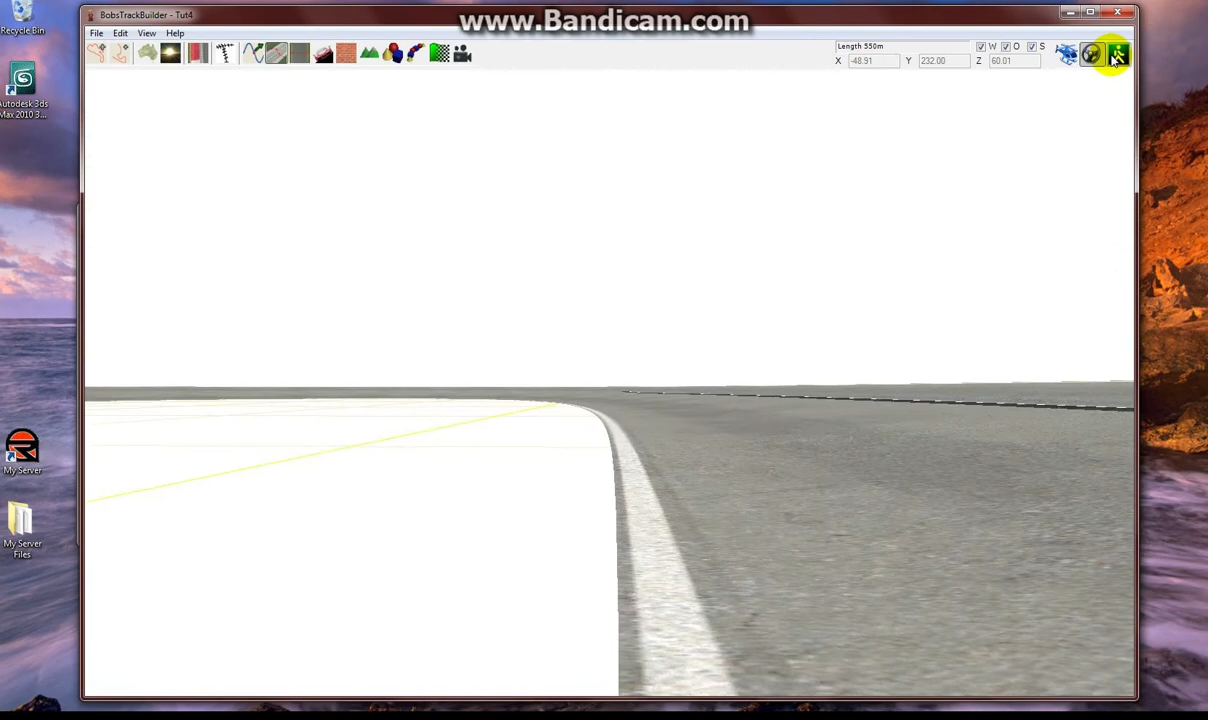 www.Bandicam.com
BobsTrackBuilder - Tut4
File Edit View Help
Length 550m
W O S
X -48.91 Y 232.00 Z 60.01
Recycle Bin
Autodesk 3ds
Max 2010 3...
My Server
My Server
Files